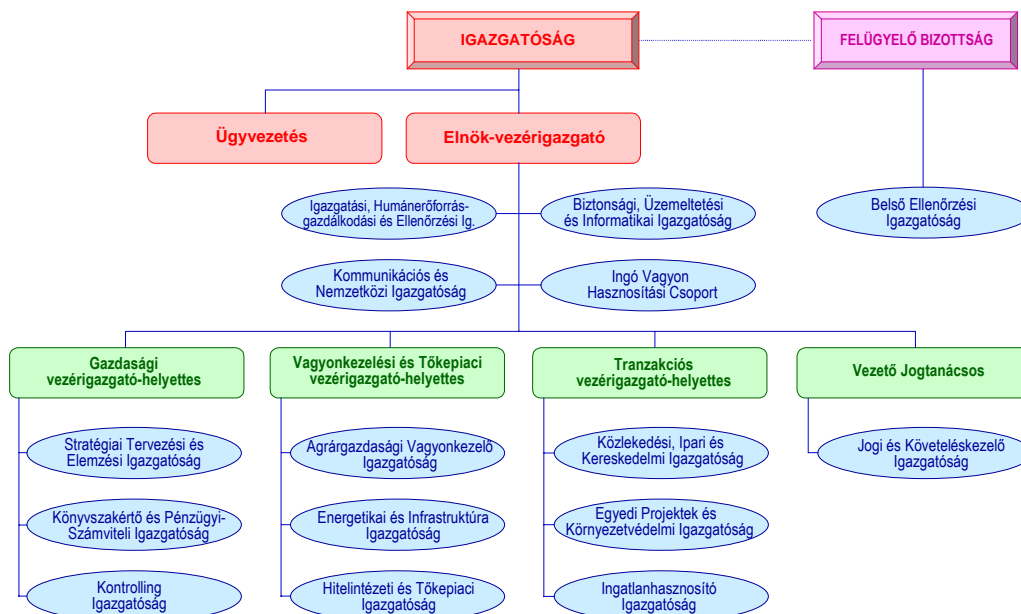 IGAZGATÓSÁG
FELÜGYELŐ BIZOTTSÁG
Ügyvezetés
Elnök-vezérigazgató
Igazgatási, Humánerőforrás-
gazdálkodási és Ellenőrzési Ig.
Biztonsági, Üzemeltetési
és Informatikai Igazgatóság
Belső Ellenőrzési
Igazgatóság
Kommunikációs és
Nemzetközi Igazgatóság
Ingó Vagyon
Hasznosítási Csoport
Gazdasági
vezérigazgató-helyettes
Vagyonkezelési és Tőkepiaci
vezérigazgató-helyettes
Tranzakciós
vezérigazgató-helyettes
Vezető Jogtanácsos
Stratégiai Tervezési és
Elemzési Igazgatóság
Agrárgazdasági Vagyonkezelő
Igazgatóság
Közlekedési, Ipari és
Kereskedelmi Igazgatóság
Jogi és Követeléskezelő
Igazgatóság
Könyvszakértő és Pénzügyi-
Számviteli Igazgatóság
Energetikai és Infrastruktúra
Igazgatóság
Egyedi Projektek és
Környezetvédelmi Igazgatóság
Kontrolling
Igazgatóság
Hitelintézeti és Tőkepiaci
Igazgatóság
Ingatlanhasznosító
Igazgatóság